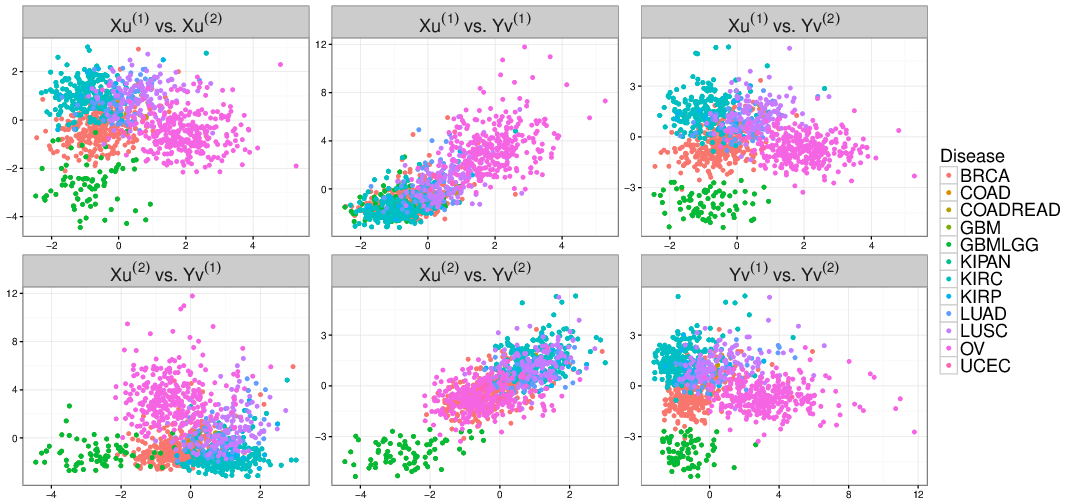 Xu⁽¹⁾ vs. Xu⁽²⁾
2
0
−2
−4
−2 0 2 4
Xu⁽¹⁾ vs. Yv⁽¹⁾
12
8
4
0
−2 0 2 4
Xu⁽¹⁾ vs. Yv⁽²⁾
3
0
−3
−2 0 2 4
Xu⁽²⁾ vs. Yv⁽¹⁾
12
8
4
0
−4 −2 0 2
Xu⁽²⁾ vs. Yv⁽²⁾
3
0
−3
−4 −2 0 2
Yv⁽¹⁾ vs. Yv⁽²⁾
3
0
−3
0 4 8 12
Disease
BRCA
COAD
COADREAD
GBM
GBMLGG
KIPAN
KIRC
KIRP
LUAD
LUSC
OV
UCEC